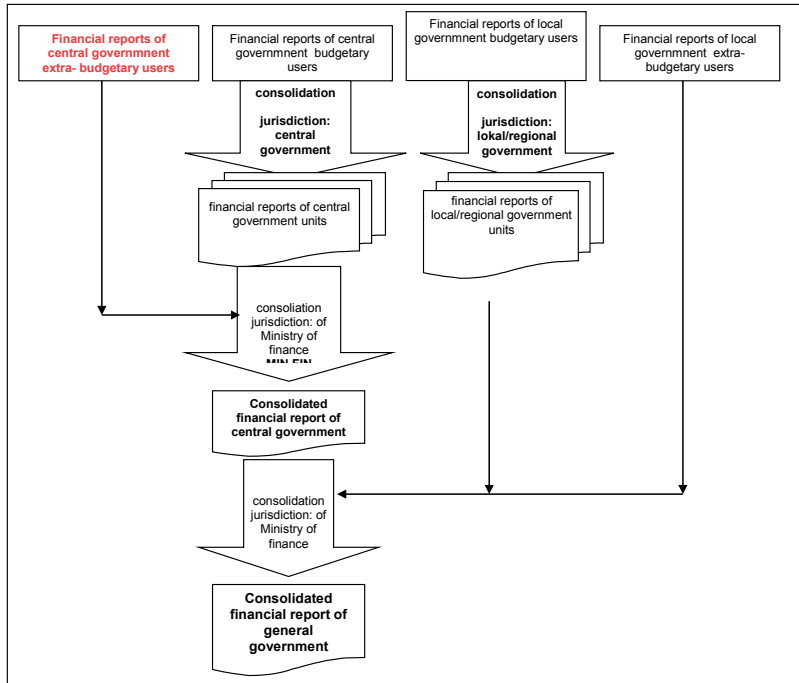 Financial reports of
central governmnent
extra- budgetary users
Financial reports of central
governmnent budgetary
users
Financial reports of local
governmnent budgetary users
Financial reports of local
governmnent extra-
budgetary users
consolidation
jurisdiction:
central
government
consolidation
jurisdiction:
lokal/regional
government
financial reports of central
government units
financial reports of
local/regional government
units
consoliation
jurisdiction: of
Ministry of
finance
MIN FIN
Consolidated
financial report of
central government
consolidation
jurisdiction: of
Ministry of
finance
Consolidated
financial report of
general
government